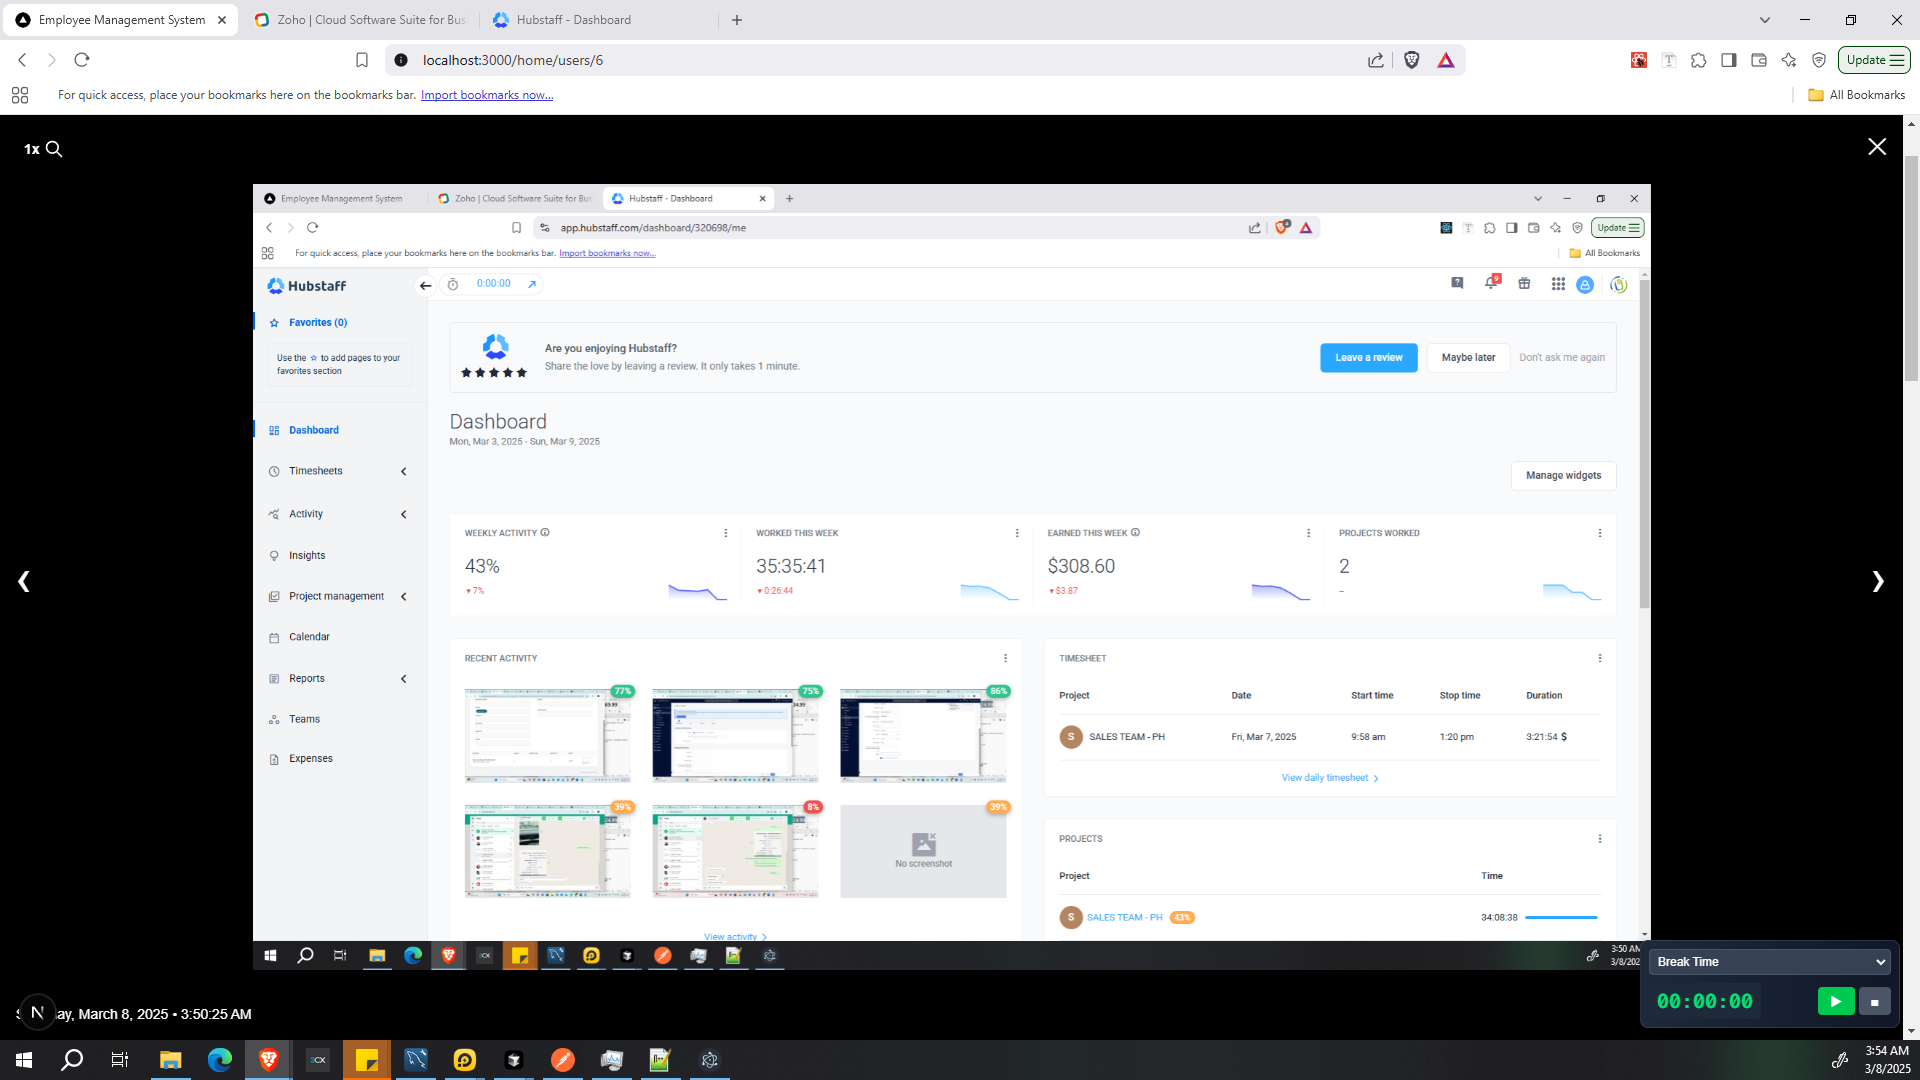 Employee Management System
Zoho | Cloud Software Suite for Bus
Hubstaff - Dashboard
localhost:3000/home/users/6
Update
For quick access, place your bookmarks here on the bookmarks bar. Import bookmarks now...
All Bookmarks
1x
Employee Management System
Zoho | Cloud Software Suite for Bus
Hubstaff - Dashboard
app.hubstaff.com/dashboard/320698/me
Update
For quick access, place your bookmarks here on the bookmarks bar. Import bookmarks now...
All Bookmarks
Hubstaff
0:00:00
9
Favorites (0)
Use the ☆ to add pages to your
favorites section
Are you enjoying Hubstaff?
Share the love by leaving a review. It only takes 1 minute.
Leave a review
Maybe later
Don't ask me again
Dashboard
Timesheets
Activity
Insights
Project management
Calendar
Reports
Teams
Expenses
Dashboard
Mon, Mar 3, 2025 - Sun, Mar 9, 2025
Manage widgets
WEEKLY ACTIVITY
43%
▾7%
WORKED THIS WEEK
35:35:41
▾0:26:44
EARNED THIS WEEK
$308.60
▾$3.87
PROJECTS WORKED
2
–
RECENT ACTIVITY
77%
75%
86%
39%
8%
39%
No screenshot
View activity
TIMESHEET
Project Date Start time Stop time Duration
S SALES TEAM - PH Fri, Mar 7, 2025 9:58 am 1:20 pm 3:21:54 $
View daily timesheet
PROJECTS
Project Time
S SALES TEAM - PH 43% 34:08:38
3:50 AM
3/8/202
Break Time
00:00:00
N
ay, March 8, 2025 • 3:50:25 AM
3CX
3:54 AM
3/8/2025